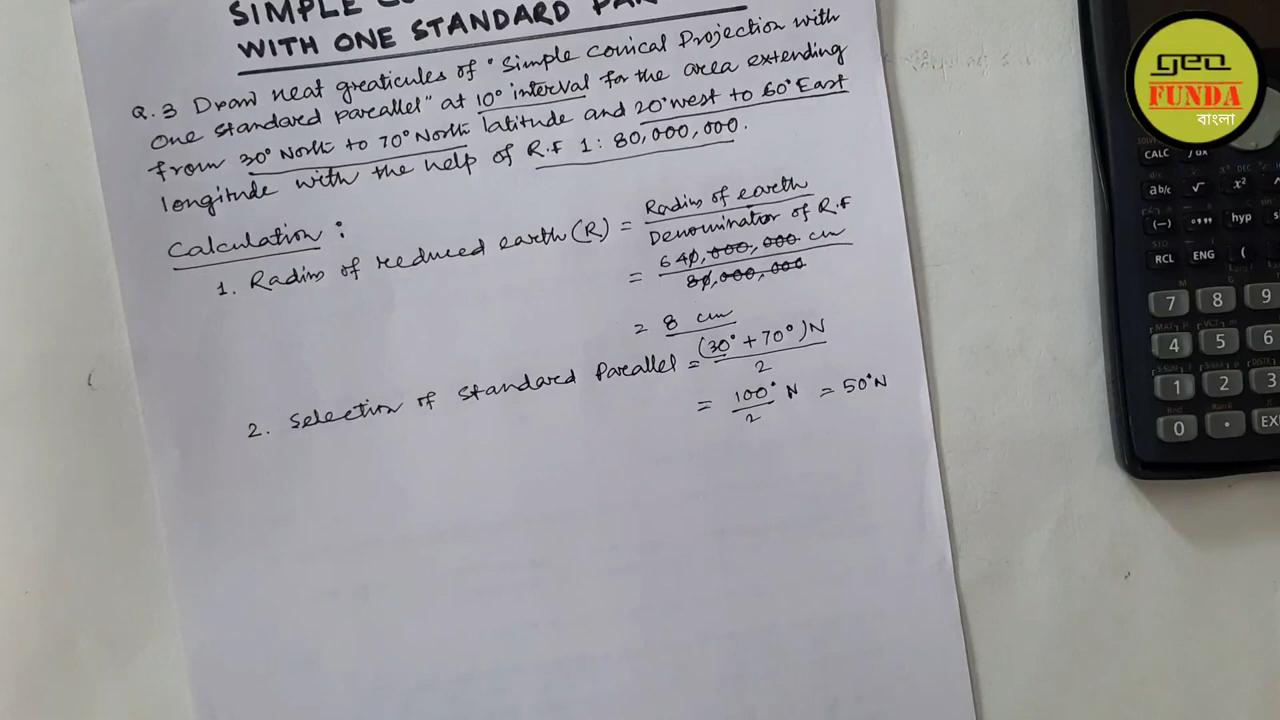 SIMPLE
WITH ONE STANDARD
Q.3 Draw neat greaticules of "Simple Conical Projection with
One standard parallel" at 10° interval for the area extending
from 30° North to 70° North latitude and 20° west to 60° East
longitude with the help of R.F 1: 80,000,000.
Calculation:
1. Radius of reduced earth (R) = Radius of earth
Denominator of R.F
= 640,000,000 cm
80,000,000
= 8 cm
2. Selection of Standard Parallel = (30° + 70°)N
2
= 100° N = 50°N
2
geo
FUNDA
বাংলা
CALC
ab/c √ x²
(−) °,,, hyp
RCL ENG (
7 8 9
4 5 6
1 2 3
0 •